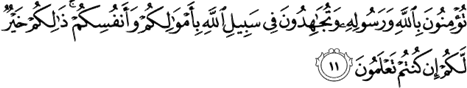 تُؤْمِنُونَ بِٱللَّهِ وَرَسُولِهِۦ وَتُجَـٰهِدُونَ فِى سَبِيلِ ٱللَّهِ بِأَمْوَٰلِكُمْ وَأَنفُسِكُمْ ۚ ذَٰلِكُمْ خَيْرٌ
لَّكُمْ إِن كُنتُمْ تَعْلَمُونَ ١١